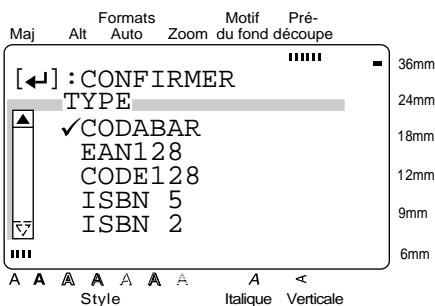 Formats Motif Pré-
Maj Alt Auto Zoom du fond découpe
[↵]:CONFIRMER
TYPE
✓CODABAR
EAN128
CODE128
ISBN 5
ISBN 2
36mm
24mm
18mm
12mm
9mm
6mm
A A A A A A A A A
Style Italique Verticale